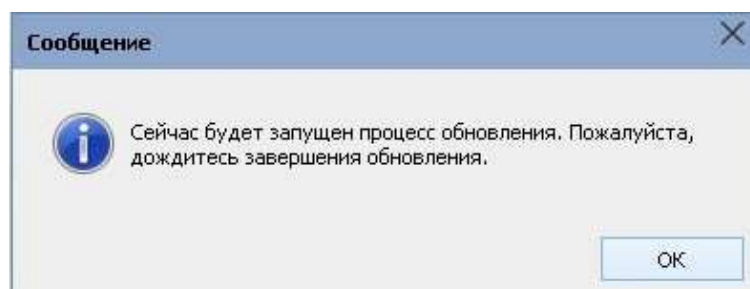 Сообщение
Сейчас будет запущен процесс обновления. Пожалуйста,
дождитесь завершения обновления.
ОК